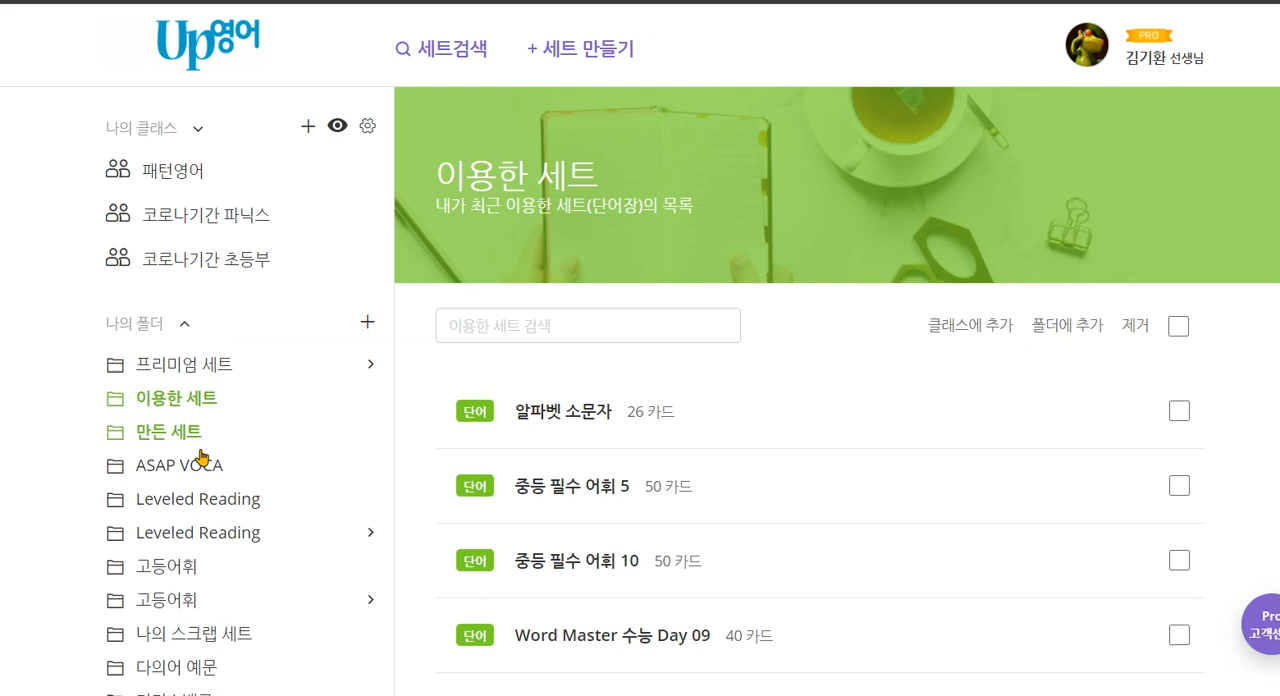 Up영어
세트검색
+ 세트 만들기
PRO
김기환 선생님
나의 클래스
패턴영어
코로나기간 파닉스
코로나기간 초등부
나의 폴더
프리미엄 세트
이용한 세트
만든 세트
ASAP VOCA
Leveled Reading
Leveled Reading
고등어휘
고등어휘
나의 스크랩 세트
다의어 예문
이용한 세트
내가 최근 이용한 세트(단어장)의 목록
이용한 세트 검색
클래스에 추가 폴더에 추가 제거
단어 알파벳 소문자 26 카드
단어 중등 필수 어휘 5 50 카드
단어 중등 필수 어휘 10 50 카드
단어 Word Master 수능 Day 09 40 카드